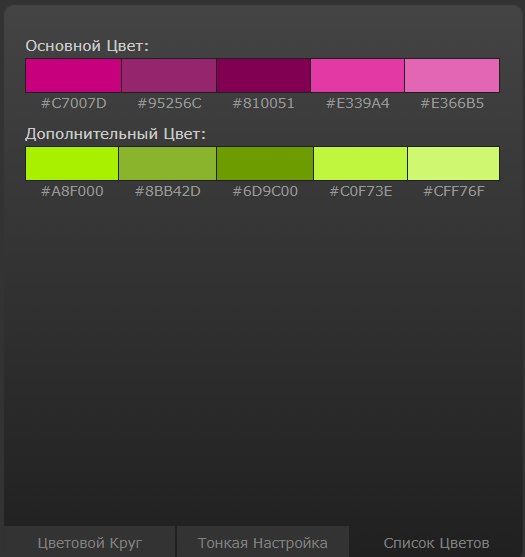 Основной Цвет:
#C7007D #95256C #810051 #E339A4 #E366B5
Дополнительный Цвет:
#A8F000 #8BB42D #6D9C00 #C0F73E #CFF76F
Цветовой Круг Тонкая Настройка Список Цветов